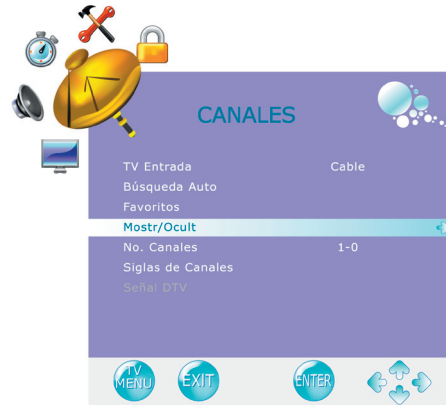 CANALES
TV Entrada Cable
Búsqueda Auto
Favoritos
Mostr/Ocult
No. Canales 1-0
Siglas de Canales
Señal DTV
TV
MENU EXIT ENTER